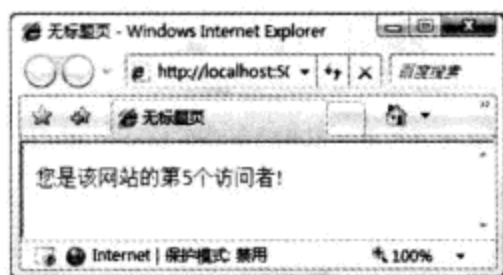 无标题页 - Windows Internet Explorer
http://localhost:5( 百度搜索
无标题页
您是该网站的第5个访问者!
Internet | 保护模式: 禁用 100%